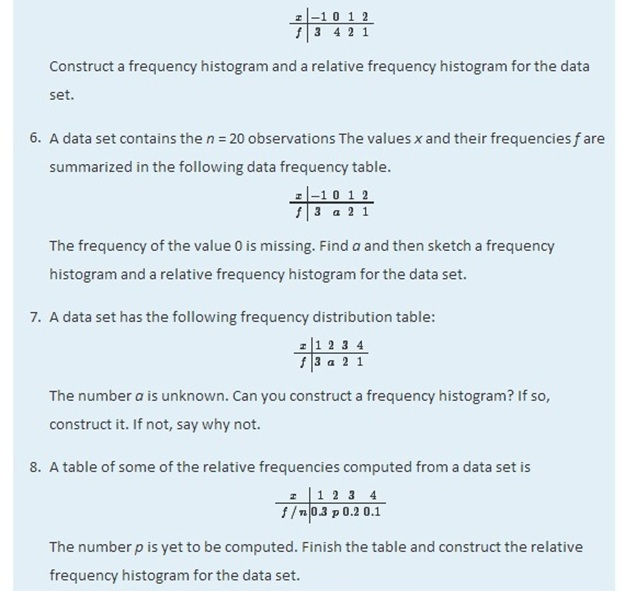 x −1 0 1 2
f 3 4 2 1
Construct a frequency histogram and a relative frequency histogram for the data
set.
6. A data set contains the n = 20 observations The values x and their frequencies f are
summarized in the following data frequency table.
x −1 0 1 2
f 3 a 2 1
The frequency of the value 0 is missing. Find a and then sketch a frequency
histogram and a relative frequency histogram for the data set.
7. A data set has the following frequency distribution table:
x 1 2 3 4
f 3 a 2 1
The number a is unknown. Can you construct a frequency histogram? If so,
construct it. If not, say why not.
8. A table of some of the relative frequencies computed from a data set is
x 1 2 3 4
f / n 0.3 p 0.2 0.1
The number p is yet to be computed. Finish the table and construct the relative
frequency histogram for the data set.